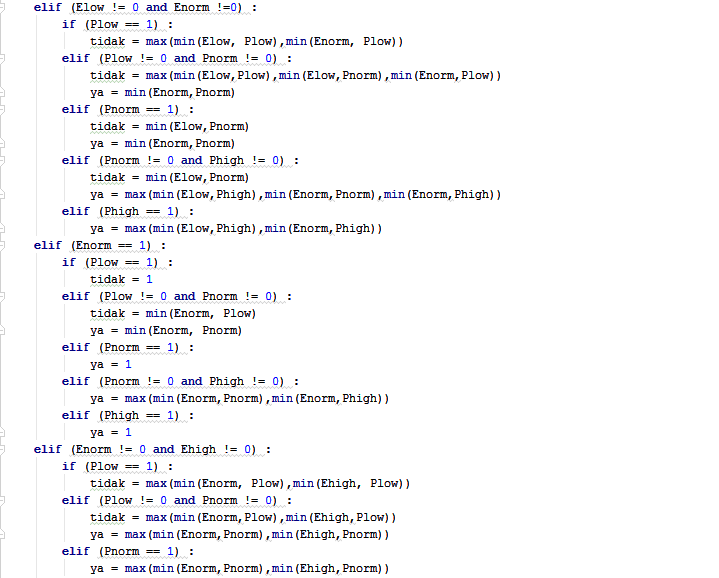 elif (Elow != 0 and Enorm !=0) :
if (Plow == 1) :
tidak = max(min(Elow, Plow),min(Enorm, Plow))
elif (Plow != 0 and Pnorm != 0) :
tidak = max(min(Elow,Plow),min(Elow,Pnorm),min(Enorm,Plow))
ya = min(Enorm,Pnorm)
elif (Pnorm == 1) :
tidak = min(Elow,Pnorm)
ya = min(Enorm,Pnorm)
elif (Pnorm != 0 and Phigh != 0) :
tidak = min(Elow,Pnorm)
ya = max(min(Elow,Phigh),min(Enorm,Pnorm),min(Enorm,Phigh))
elif (Phigh == 1) :
ya = max(min(Elow,Phigh),min(Enorm,Phigh))
elif (Enorm == 1) :
if (Plow == 1) :
tidak = 1
elif (Plow != 0 and Pnorm != 0) :
tidak = min(Enorm, Plow)
ya = min(Enorm, Pnorm)
elif (Pnorm == 1) :
ya = 1
elif (Pnorm != 0 and Phigh != 0) :
ya = max(min(Enorm,Pnorm),min(Enorm,Phigh))
elif (Phigh == 1) :
ya = 1
elif (Enorm != 0 and Ehigh != 0) :
if (Plow == 1) :
tidak = max(min(Enorm, Plow),min(Ehigh, Plow))
elif (Plow != 0 and Pnorm != 0) :
tidak = max(min(Enorm,Plow),min(Ehigh,Plow))
ya = max(min(Enorm,Pnorm),min(Ehigh,Pnorm))
elif (Pnorm == 1) :
ya = max(min(Enorm,Pnorm),min(Ehigh,Pnorm))